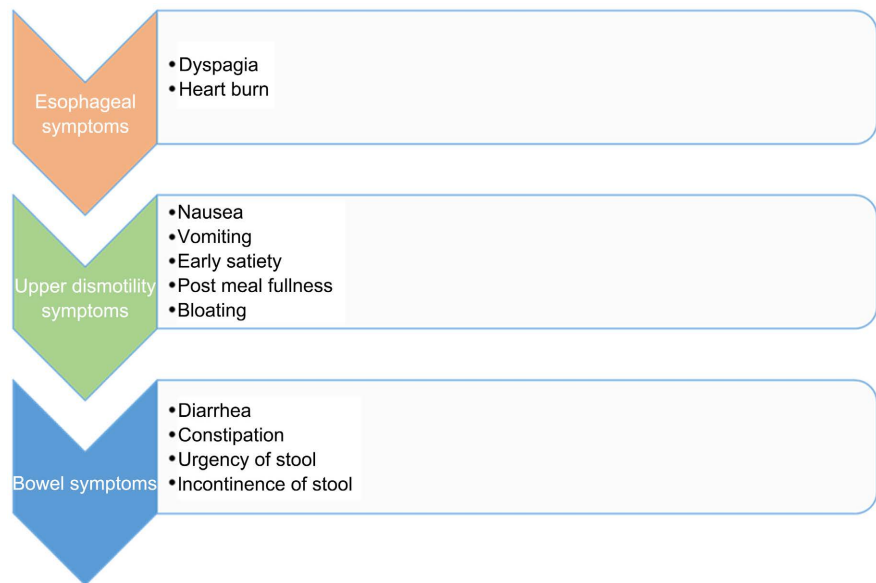 Esophageal
symptoms
•Dyspagia
•Heart burn
Upper dismotility
symptoms
•Nausea
•Vomiting
•Early satiety
•Post meal fullness
•Bloating
Bowel symptoms
•Diarrhea
•Constipation
•Urgency of stool
•Incontinence of stool